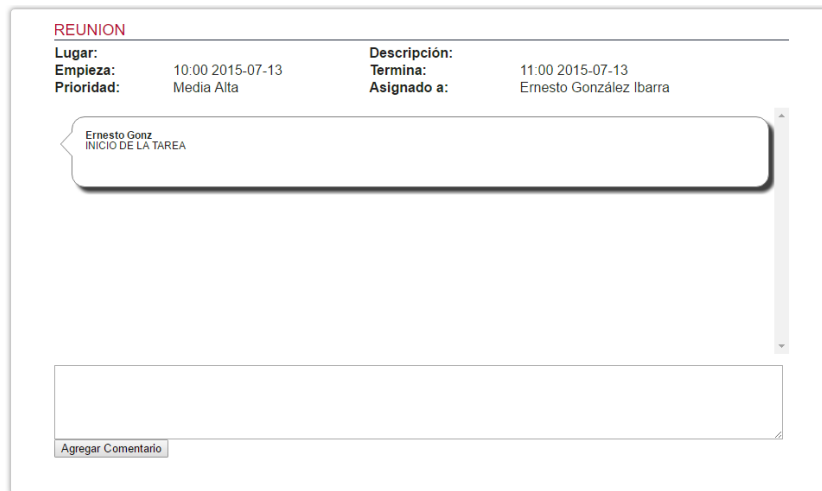 REUNION
Lugar: Descripción:
Empieza: 10:00 2015-07-13 Termina: 11:00 2015-07-13
Prioridad: Media Alta Asignado a: Ernesto González Ibarra
Ernesto Gonz
INICIO DE LA TAREA
Agregar Comentario